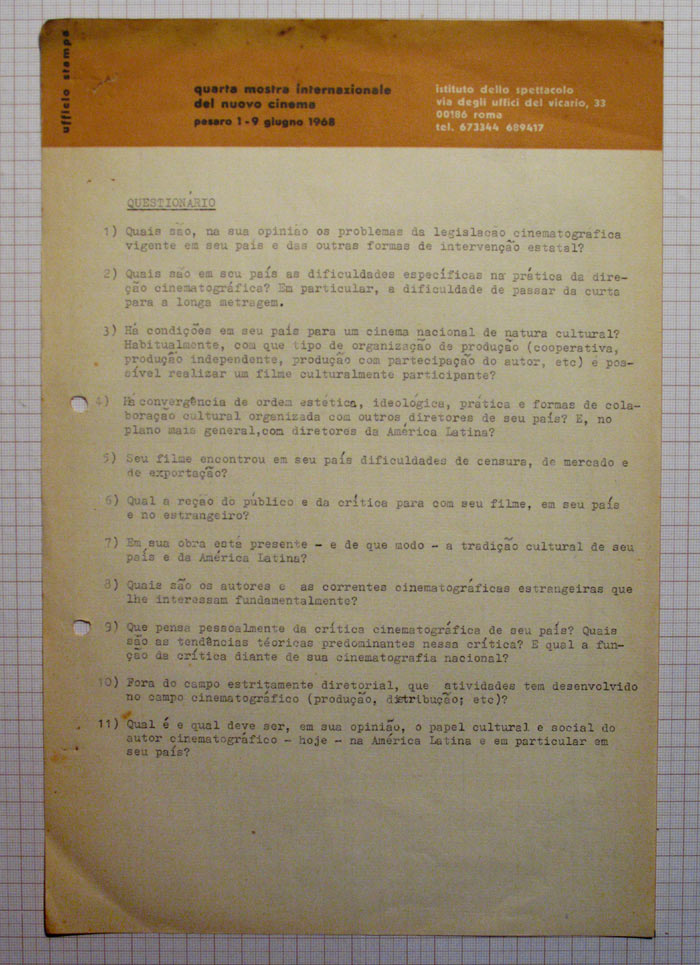 ufficio stampa
quarta mostra internazionale
del nuovo cinema
pesaro 1-9 giugno 1968
istituto dello spettacolo
via degli uffici del vicario, 33
00186 roma
tel. 673344 689417
QUESTIONÁRIO
1) Quais são, na sua opinião os problemas da legislação cinematográfica
vigente em seu país e das outras formas de intervenção estatal?
2) Quais são em seu país as dificuldades específicas na prática da dire-
ção cinematográfica? Em particular, a dificuldade de passar da curta
para a longa metragem.
3) Há condições em seu país para um cinema nacional de natura cultural?
Habitualmente, com que tipo de organização de produção (cooperativa,
produção independente, produção com partecipação do autor, etc) é pos-
sível realizar um filme culturalmente participante?
4) Há convergência de ordem estética, ideológica, prática e formas de cola-
boração cultural organizada com outros diretores de seu país? E, no
plano mais general,com diretores da América Latina?
5) Seu filme encontrou em seu país dificuldades de censura, de mercado e
de exportação?
6) Qual a reção do público e da crítica para com seu filme, em seu país
e no estrangeiro?
7) Em sua obra está presente - e de que modo - a tradição cultural de seu
país e da América Latina?
8) Quais são os autores e as correntes cinematográficas estrangeiras que
lhe interessam fundamentalmente?
9) Que pensa pessoalmente da crítica cinematográfica de seu país? Quais
são as tendências téoricas predominantes nessa crítica? E qual a fun-
ção da crítica diante de sua cinematografia nacional?
10) Fora do campo estritamente diretorial, que atividades tem desenvolvido
no campo cinematográfico (produção, distribução; etc)?
11) Qual é e qual deve ser, em sua opinião, o papel cultural e social do
autor cinematográfico - hoje - na América Latina e em particular em
seu país?